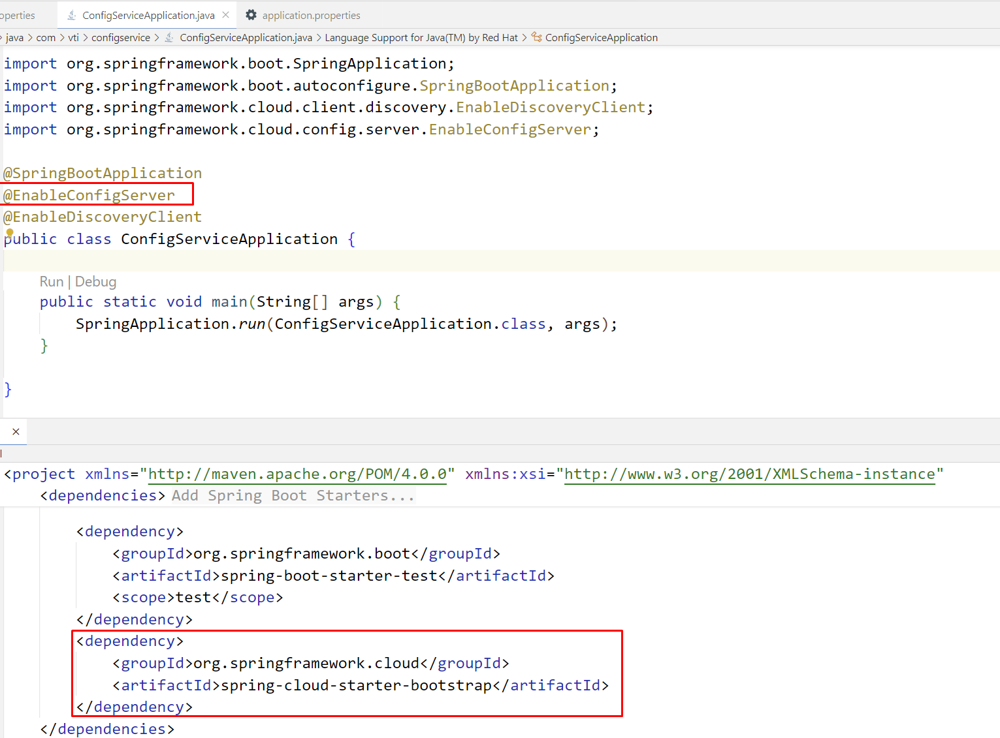 operties ConfigServiceApplication.java × application.properties
> java > com > vti > configservice > ConfigServiceApplication.java > Language Support for Java(TM) by Red Hat > ConfigServiceApplication
import org.springframework.boot.SpringApplication;
import org.springframework.boot.autoconfigure.SpringBootApplication;
import org.springframework.cloud.client.discovery.EnableDiscoveryClient;
import org.springframework.cloud.config.server.EnableConfigServer;
@SpringBootApplication
@EnableConfigServer
@EnableDiscoveryClient
public class ConfigServiceApplication {
Run | Debug
public static void main(String[] args) {
SpringApplication.run(ConfigServiceApplication.class, args);
}
}
×
<project xmlns="http://maven.apache.org/POM/4.0.0" xmlns:xsi="http://www.w3.org/2001/XMLSchema-instance"
<dependencies> Add Spring Boot Starters...
<dependency>
<groupId>org.springframework.boot</groupId>
<artifactId>spring-boot-starter-test</artifactId>
<scope>test</scope>
</dependency>
<dependency>
<groupId>org.springframework.cloud</groupId>
<artifactId>spring-cloud-starter-bootstrap</artifactId>
</dependency>
</dependencies>